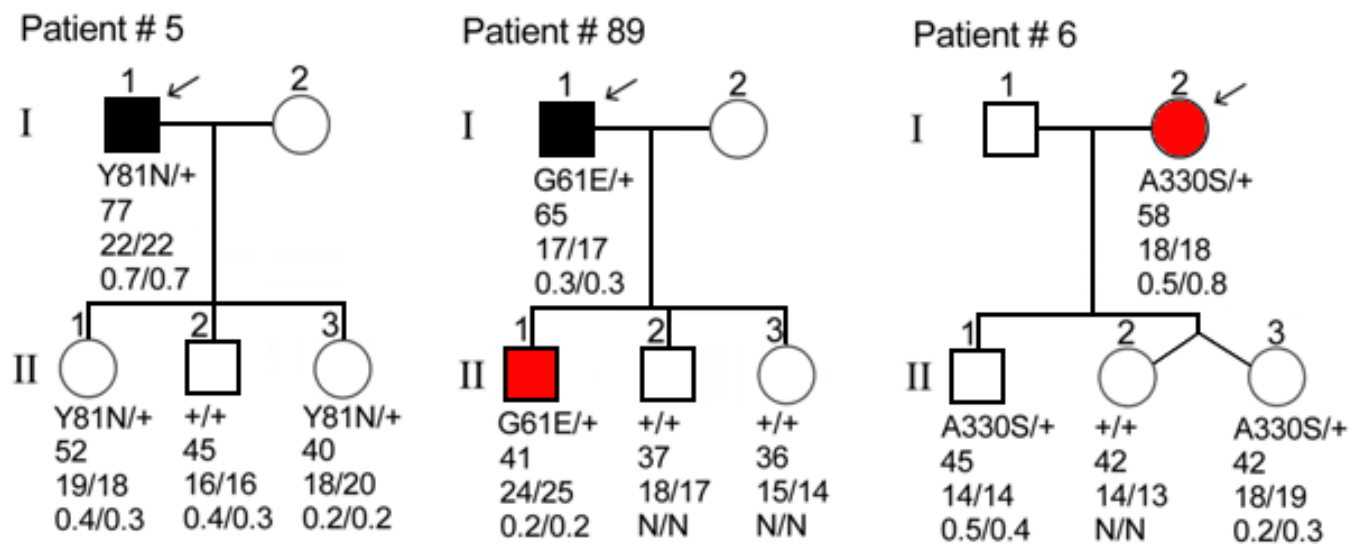 Patient # 5
1 2
I
Y81N/+
77
22/22
0.7/0.7
1 2 3
II
Y81N/+ +/+ Y81N/+
52 45 40
19/18 16/16 18/20
0.4/0.3 0.4/0.3 0.2/0.2
Patient # 89
1 2
I
G61E/+
65
17/17
0.3/0.3
1 2 3
II
G61E/+ +/+ +/+
41 37 36
24/25 18/17 15/14
0.2/0.2 N/N N/N
Patient # 6
1 2
I
A330S/+
58
18/18
0.5/0.8
1 2 3
II
A330S/+ +/+ A330S/+
45 42 42
14/14 14/13 18/19
0.5/0.4 N/N 0.2/0.3